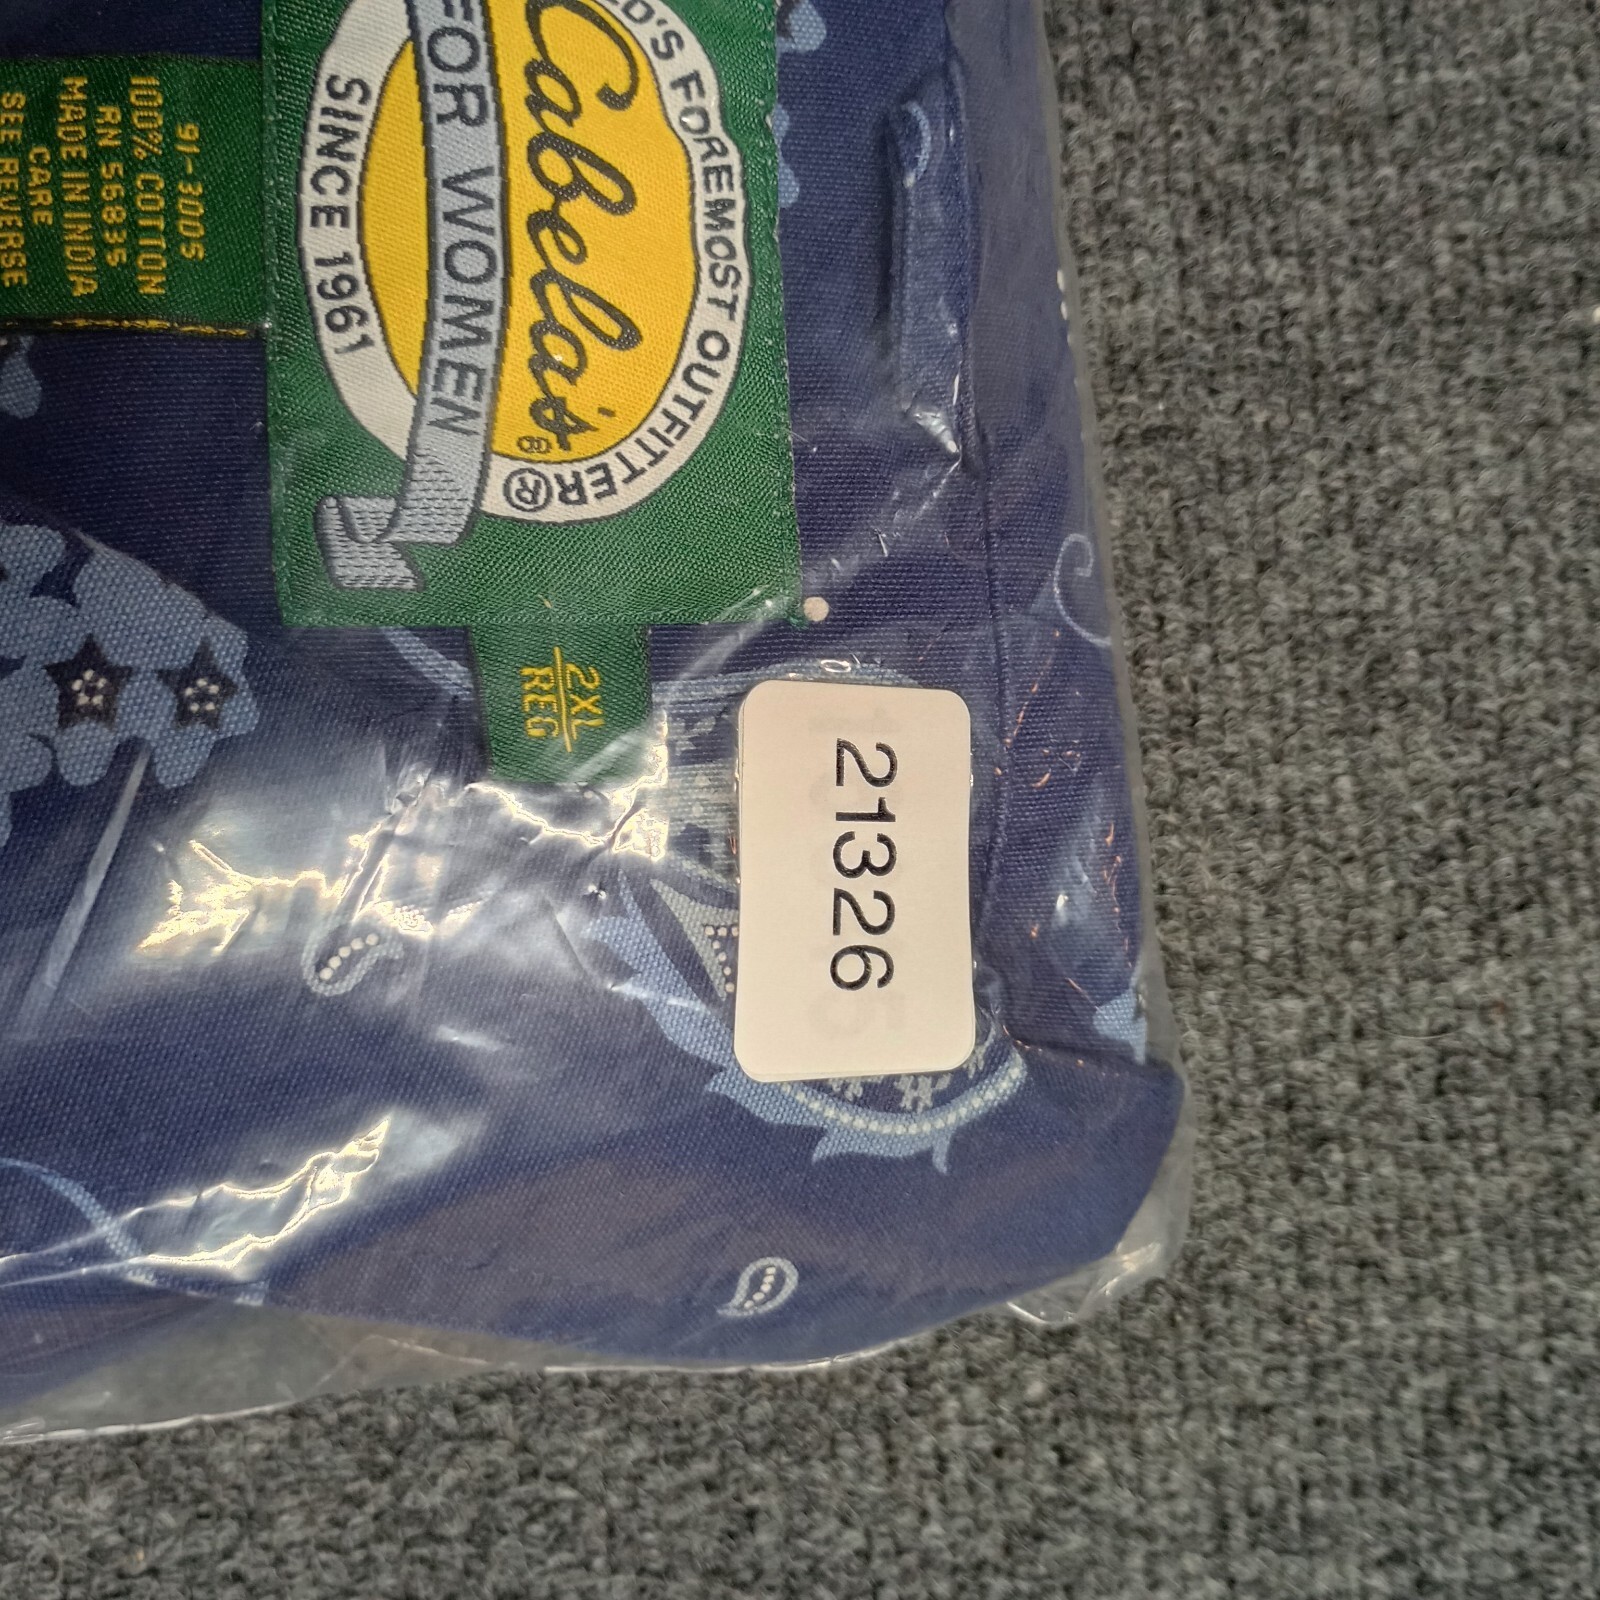 FOREMOST OUTFITTER®
Cabela's®
FOR WOMEN
SINCE 1961
91-3005
100% COTTON
RN 56835
MADE IN INDIA
CARE
SEE REVERSE
2XL
REG
21326